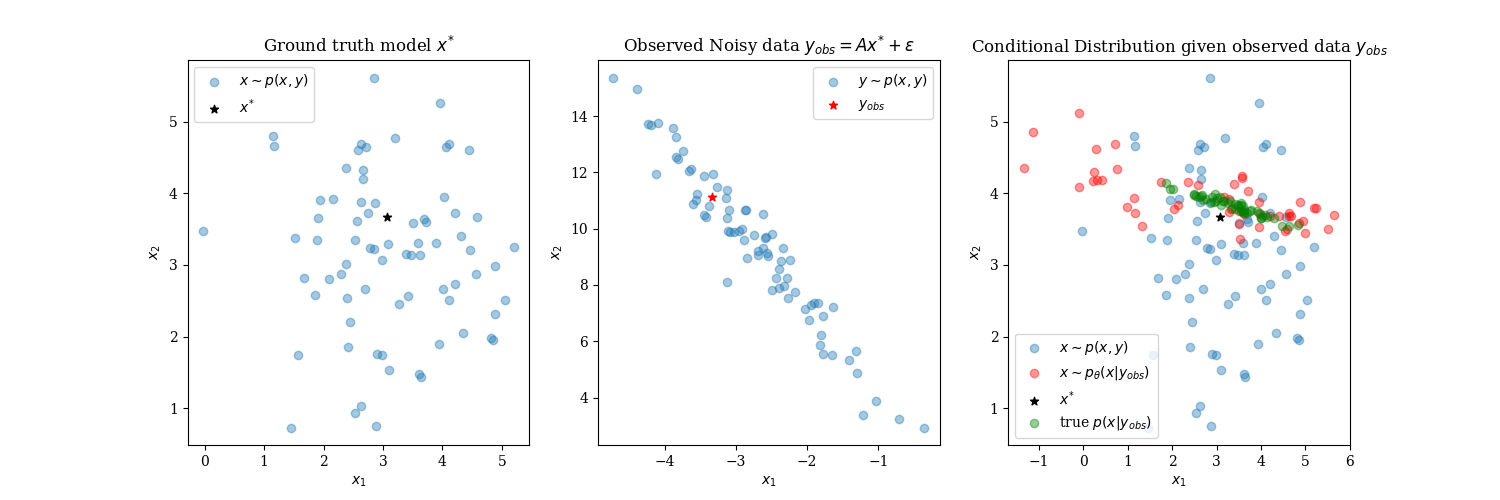 Ground truth model x*
x ~ p(x, y)
x*
5
4
3
2
1
x₂
0 1 2 3 4 5
x₁
Observed Noisy data y_obs = Ax* + ε
y ~ p(x, y)
y_obs
14
12
10
8
6
4
x₂
−4 −3 −2 −1
x₁
Conditional Distribution given observed data y_obs
5
4
3
2
1
x₂
x ~ p(x, y)
x ~ p_θ(x|y_obs)
x*
true p(x|y_obs)
−1 0 1 2 3 4 5 6
x₁